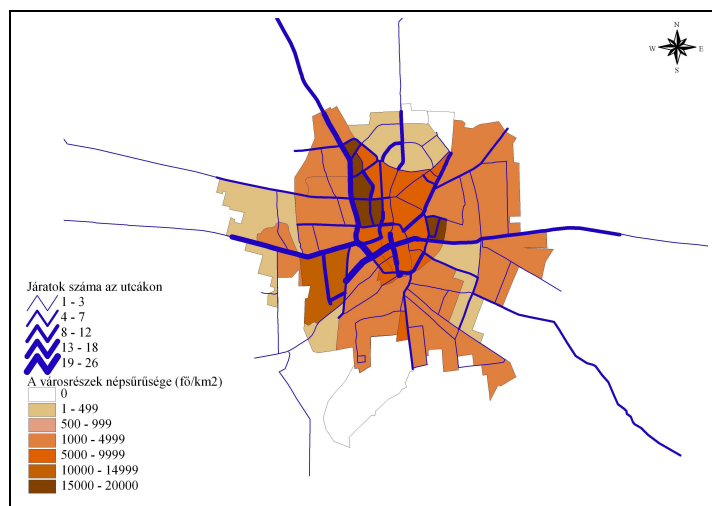 N
W E
S
Járatok száma az utcákon
1 - 3
4 - 7
8 - 12
13 - 18
19 - 26
A városrészek népsűrűsége (fő/km2)
0
1 - 499
500 - 999
1000 - 4999
5000 - 9999
10000 - 14999
15000 - 20000